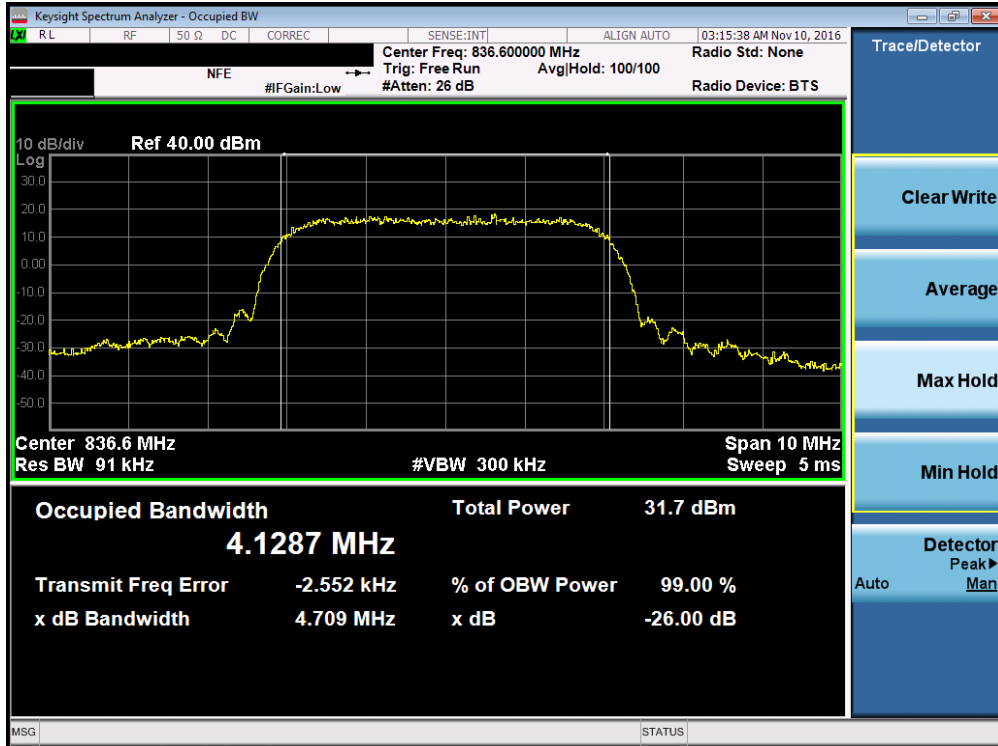 Keysight Spectrum Analyzer - Occupied BW
LXI RL RF 50 Ω DC CORREC SENSE:INT ALIGN AUTO 03:15:38 AM Nov 10, 2016
Center Freq: 836.600000 MHz Radio Std: None
NFE Trig: Free Run Avg|Hold: 100/100
#IFGain:Low #Atten: 26 dB Radio Device: BTS
Trace/Detector
10 dB/div Ref 40.00 dBm
Log
30.0
20.0
10.0
0.00
-10.0
-20.0
-30.0
-40.0
-50.0
Center 836.6 MHz Span 10 MHz
Res BW 91 kHz #VBW 300 kHz Sweep 5 ms
Occupied Bandwidth Total Power 31.7 dBm
4.1287 MHz
Transmit Freq Error -2.552 kHz % of OBW Power 99.00 %
x dB Bandwidth 4.709 MHz x dB -26.00 dB
Clear Write
Average
Max Hold
Min Hold
Detector
Peak▶
Auto Man
MSG STATUS